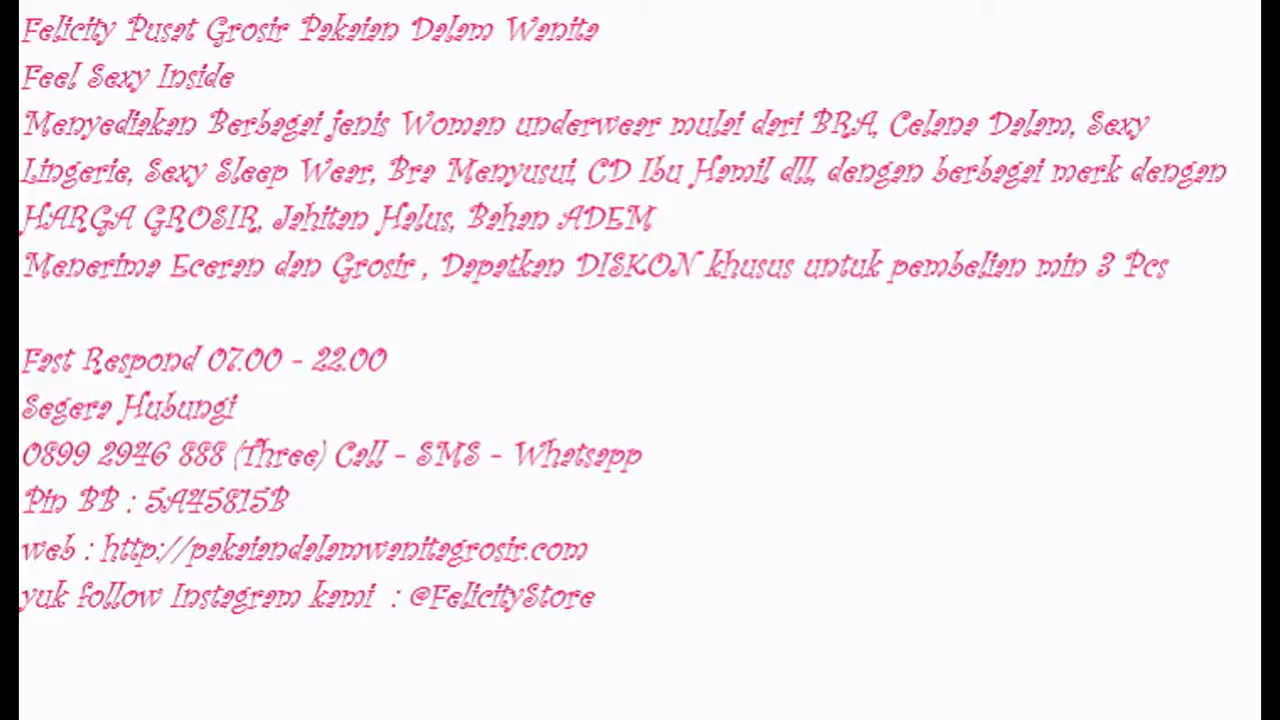 Felicity Pusat Grosir Pakaian Dalam Wanita
Feel Sexy Inside
Menyediakan Berbagai jenis Woman underwear mulai dari BRA, Celana Dalam, Sexy
Lingerie, Sexy Sleep Wear, Bra Menyusui, CD Ibu Hamil dll, dengan berbagai merk dengan
HARGA GROSIR, Jahitan Halus, Bahan ADEM
Menerima Eceran dan Grosir , Dapatkan DISKON khusus untuk pembelian min 3 Pcs
Fast Respond 07.00 - 22.00
Segera Hubungi
0899 2946 888 (Three) Call - SMS - Whatsapp
Pin BB : 5A45815B
web : http://pakaiandalamwanitagrosir.com
yuk follow Instagram kami  : @FelicityStore